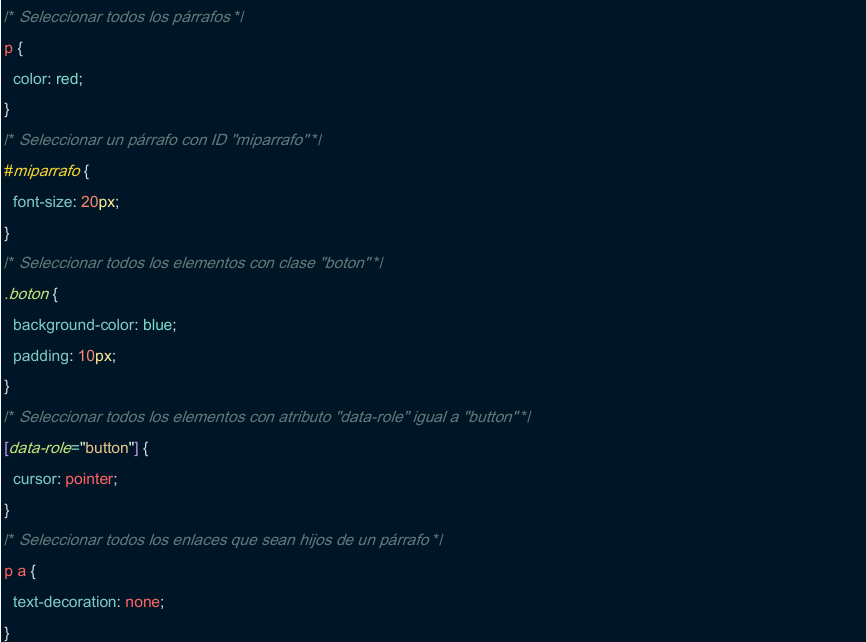 /* Seleccionar todos los párrafos */
p {
  color: red;
}
/* Seleccionar un párrafo con ID "miparrafo" */
#miparrafo {
  font-size: 20px;
}
/* Seleccionar todos los elementos con clase "boton" */
.boton {
  background-color: blue;
  padding: 10px;
}
/* Seleccionar todos los elementos con atributo "data-role" igual a "button" */
[data-role="button"] {
  cursor: pointer;
}
/* Seleccionar todos los enlaces que sean hijos de un párrafo */
p a {
  text-decoration: none;
}